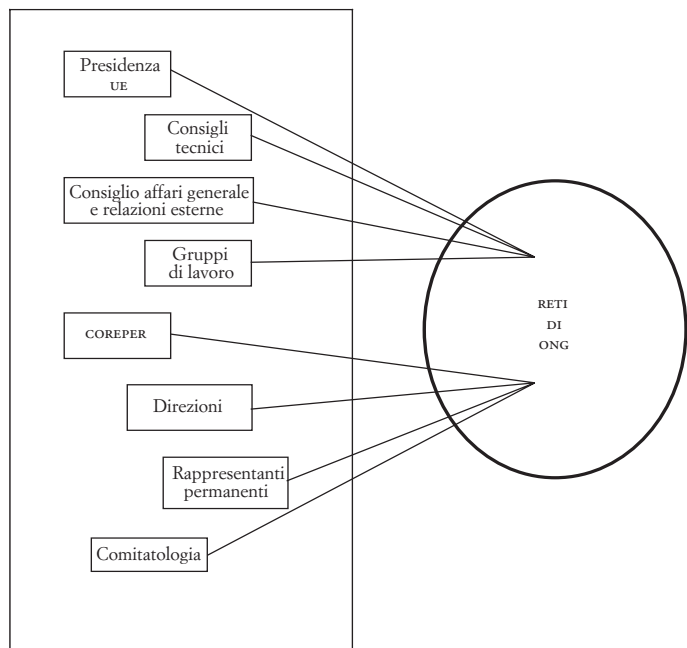 Presidenza
UE
Consigli
tecnici
Consiglio affari generale
e relazioni esterne
Gruppi
di lavoro
COREPER
Direzioni
Rappresentanti
permanenti
Comitatologia
RETI
DI
ONG